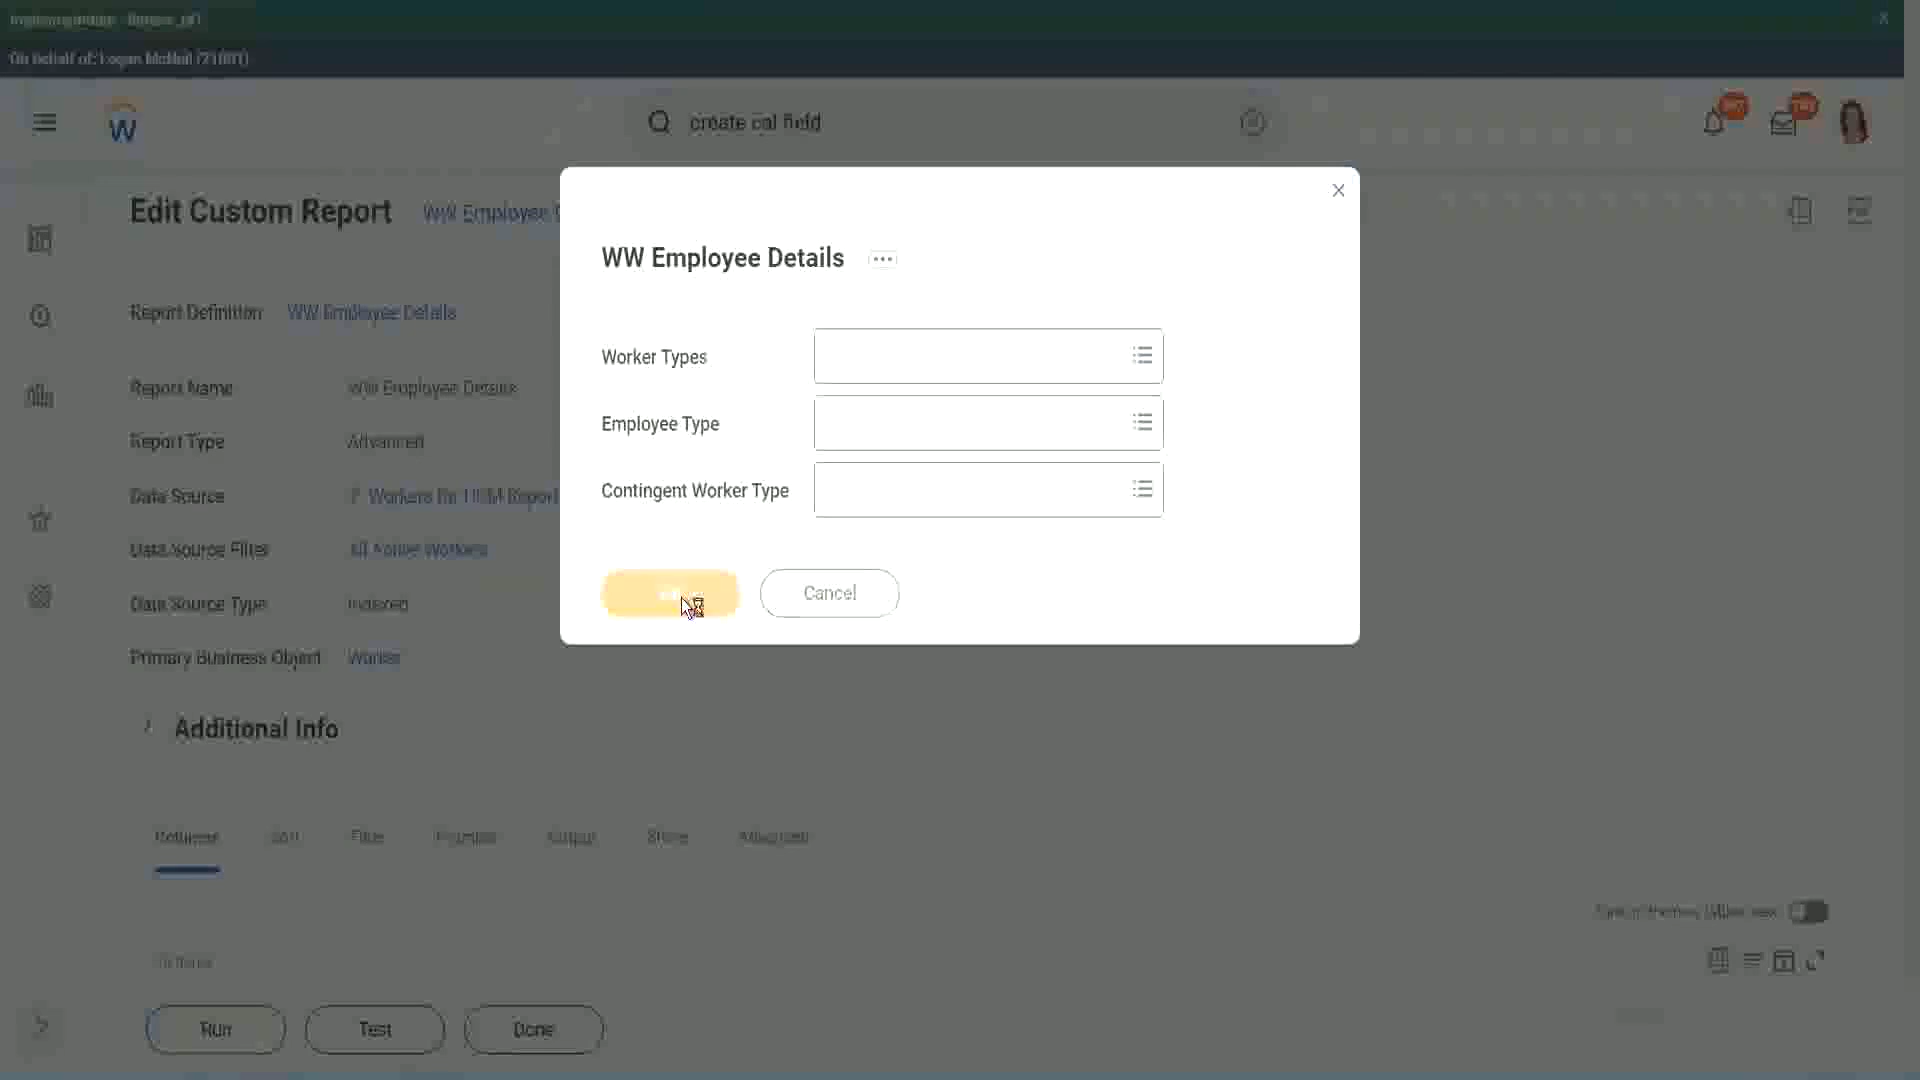 On behalf of: Logan McNeil (21001)
create cal field
Edit Custom Report
WW Employee
WW Employee Details
Report Definition WW Employee Details
Worker Types
Report Name WW Employee Details
Employee Type
Report Type Advanced
Contingent Worker Type
Data Source Workers for HCM Report
Data Source Filter All Active Workers
Cancel
Data Source Type Indexed
Primary Business Object Worker
Additional Info
Columns Sort Filter Prompts Output Share Advanced
Run Test Done